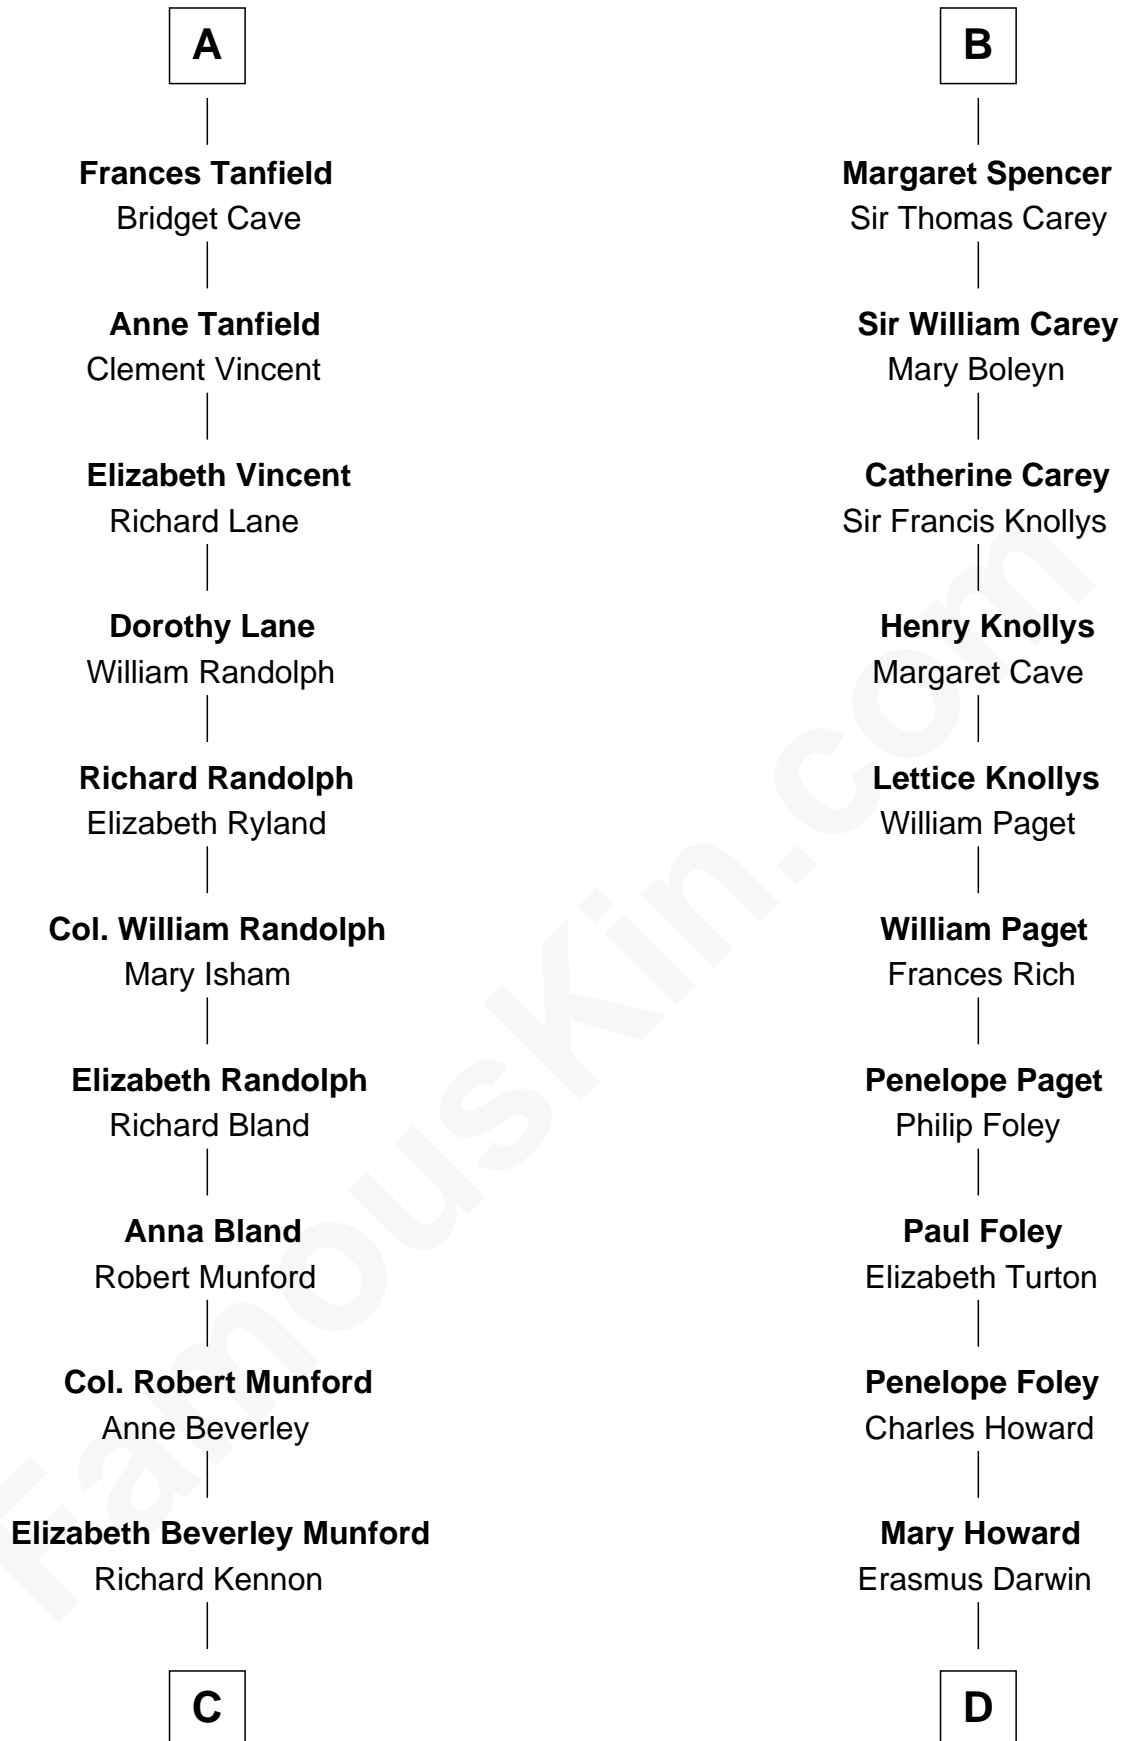 A
Frances Tanfield
Bridget Cave
Anne Tanfield
Clement Vincent
Elizabeth Vincent
Richard Lane
Dorothy Lane
William Randolph
Richard Randolph
Elizabeth Ryland
Col. William Randolph
Mary Isham
Elizabeth Randolph
Richard Bland
Anna Bland
Robert Munford
Col. Robert Munford
Anne Beverley
Elizabeth Beverley Munford
Richard Kennon
C
B
Margaret Spencer
Sir Thomas Carey
Sir William Carey
Mary Boleyn
Catherine Carey
Sir Francis Knollys
Henry Knollys
Margaret Cave
Lettice Knollys
William Paget
William Paget
Frances Rich
Penelope Paget
Philip Foley
Paul Foley
Elizabeth Turton
Penelope Foley
Charles Howard
Mary Howard
Erasmus Darwin
D
FamousKin.com